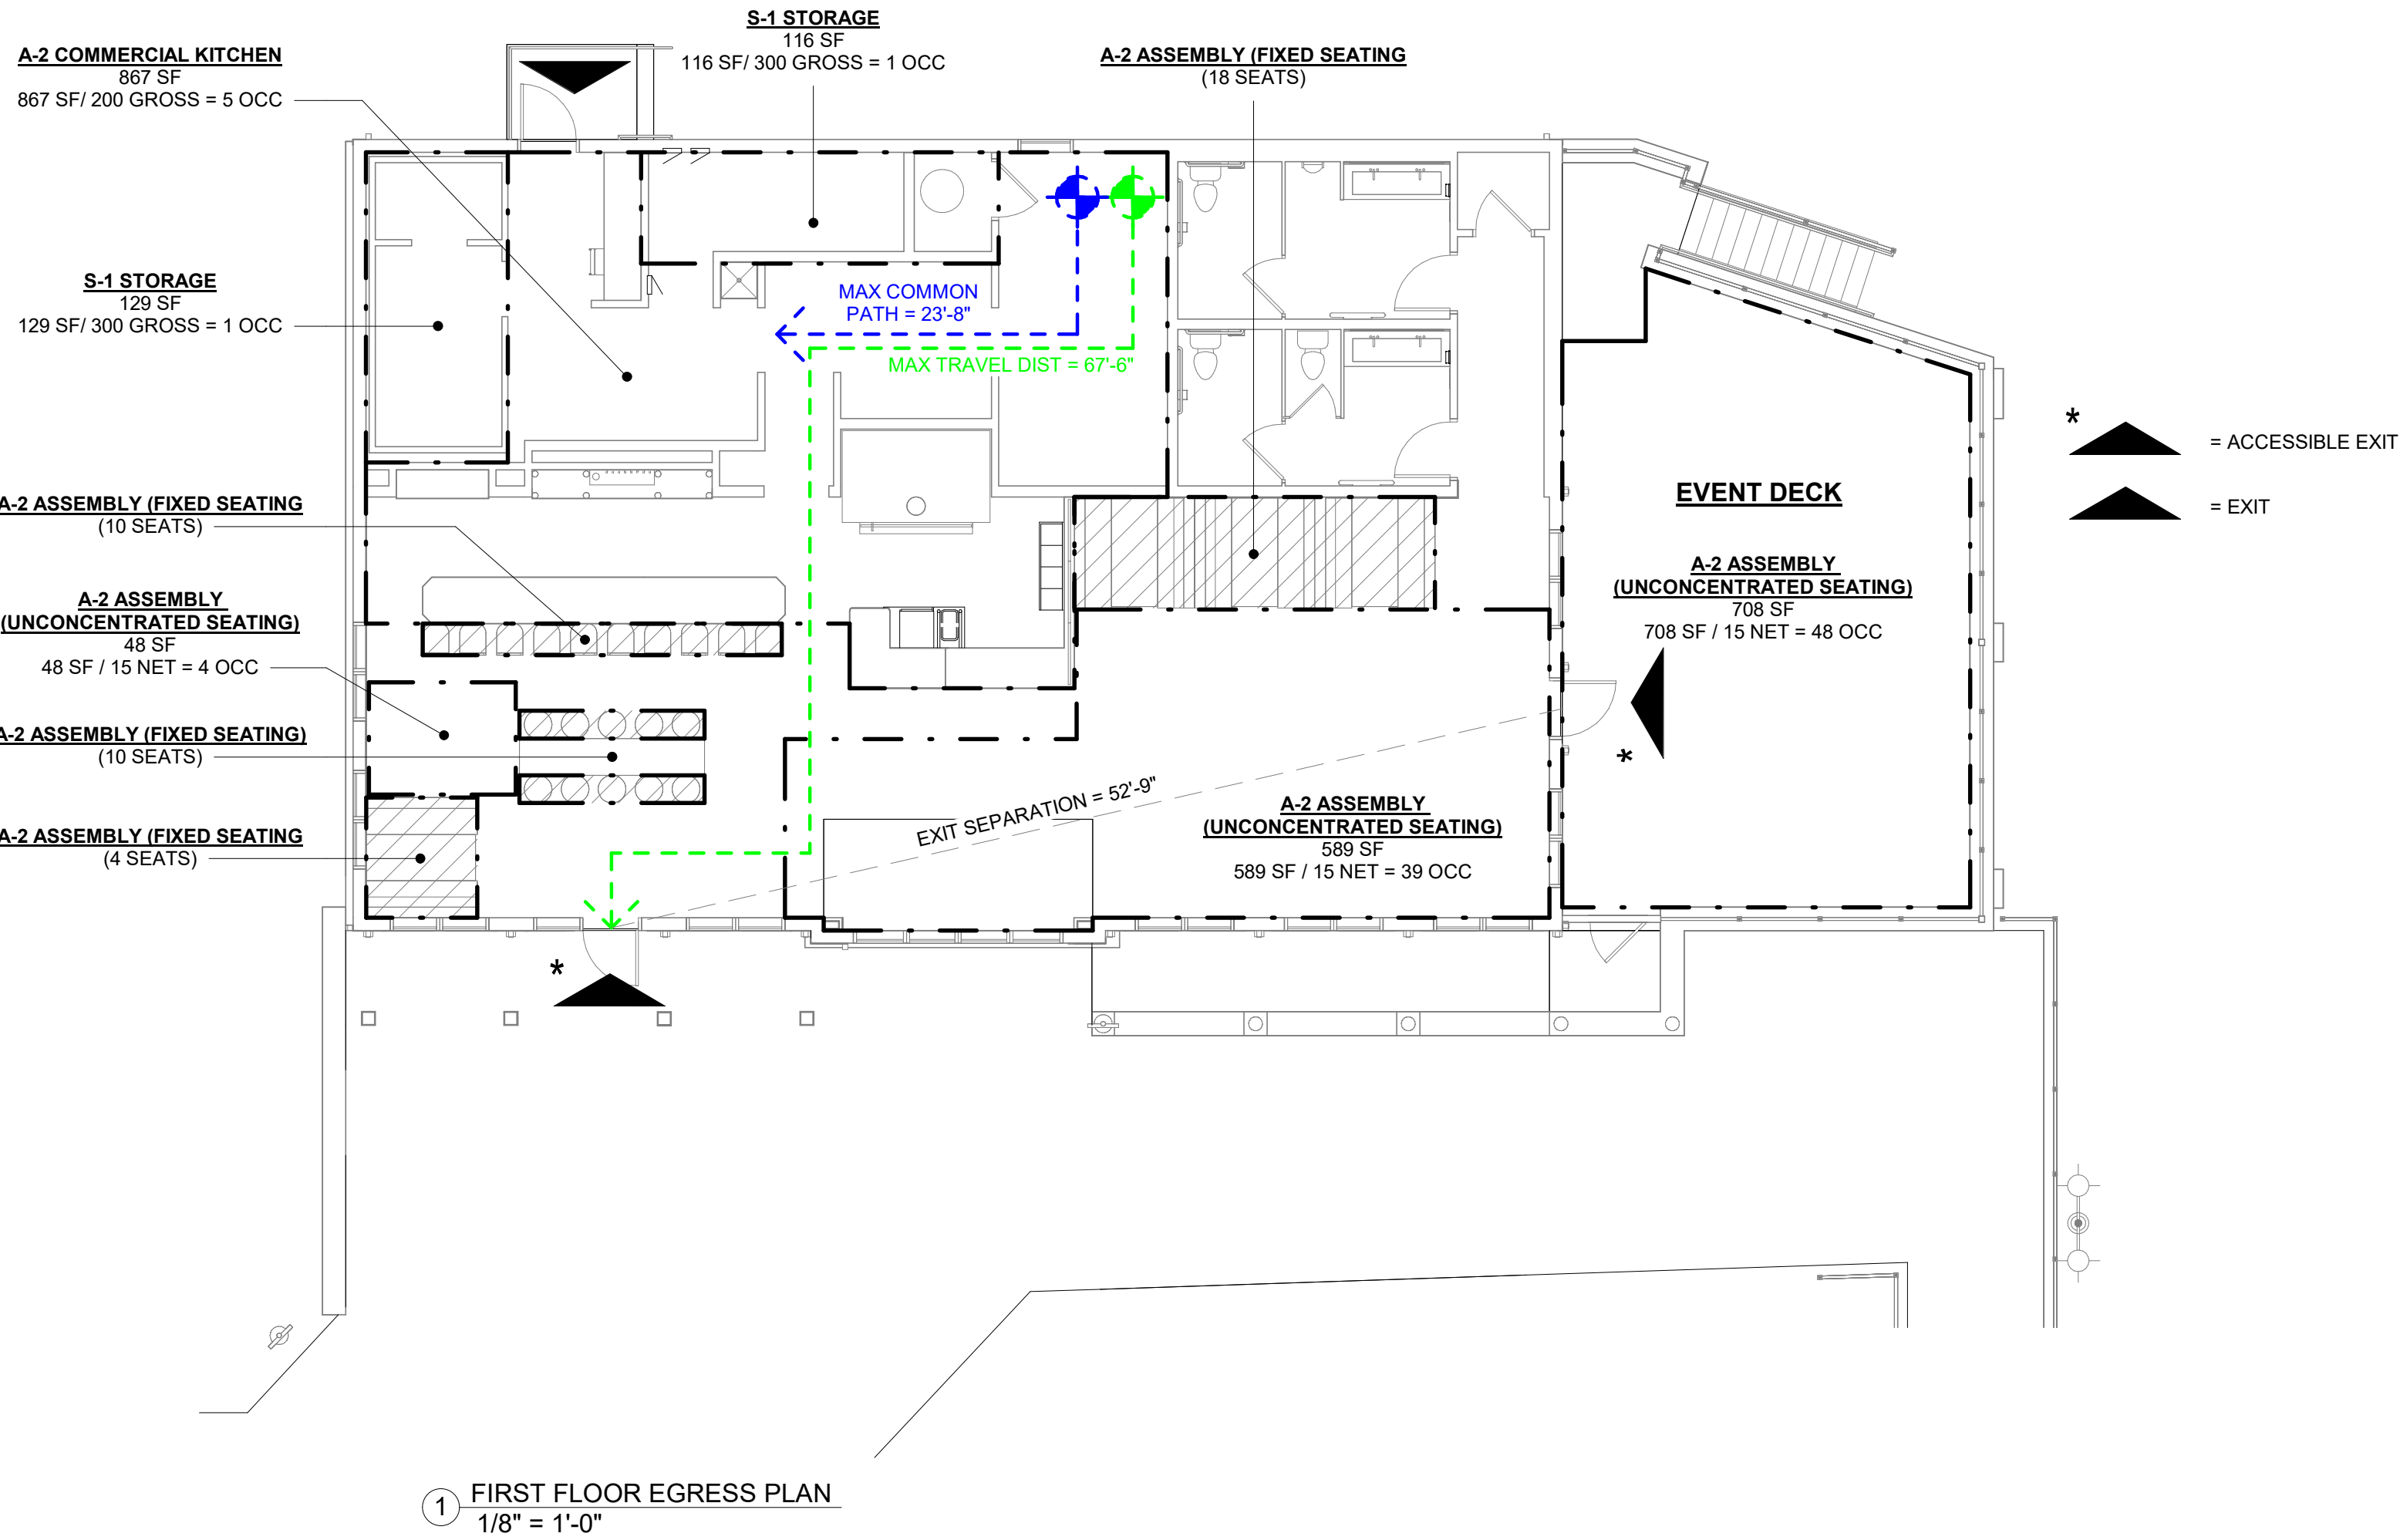 S-1 STORAGE
116 SF
116 SF/ 300 GROSS = 1 OCC
A-2 COMMERCIAL KITCHEN
867 SF
867 SF/ 200 GROSS = 5 OCC
A-2 ASSEMBLY (FIXED SEATING
(18 SEATS)
S-1 STORAGE
129 SF
129 SF/ 300 GROSS = 1 OCC
MAX COMMON
PATH = 23'-8"
MAX TRAVEL DIST = 67'-6"
*
= ACCESSIBLE EXIT
= EXIT
EVENT DECK
A-2 ASSEMBLY
(UNCONCENTRATED SEATING)
708 SF
708 SF / 15 NET = 48 OCC
*
A-2 ASSEMBLY (FIXED SEATING
(10 SEATS)
A-2 ASSEMBLY
(UNCONCENTRATED SEATING)
48 SF
48 SF / 15 NET = 4 OCC
A-2 ASSEMBLY (FIXED SEATING)
(10 SEATS)
A-2 ASSEMBLY (FIXED SEATING
(4 SEATS)
EXIT SEPARATION = 52'-9"
A-2 ASSEMBLY
(UNCONCENTRATED SEATING)
589 SF
589 SF / 15 NET = 39 OCC
*
1 FIRST FLOOR EGRESS PLAN
1/8" = 1'-0"